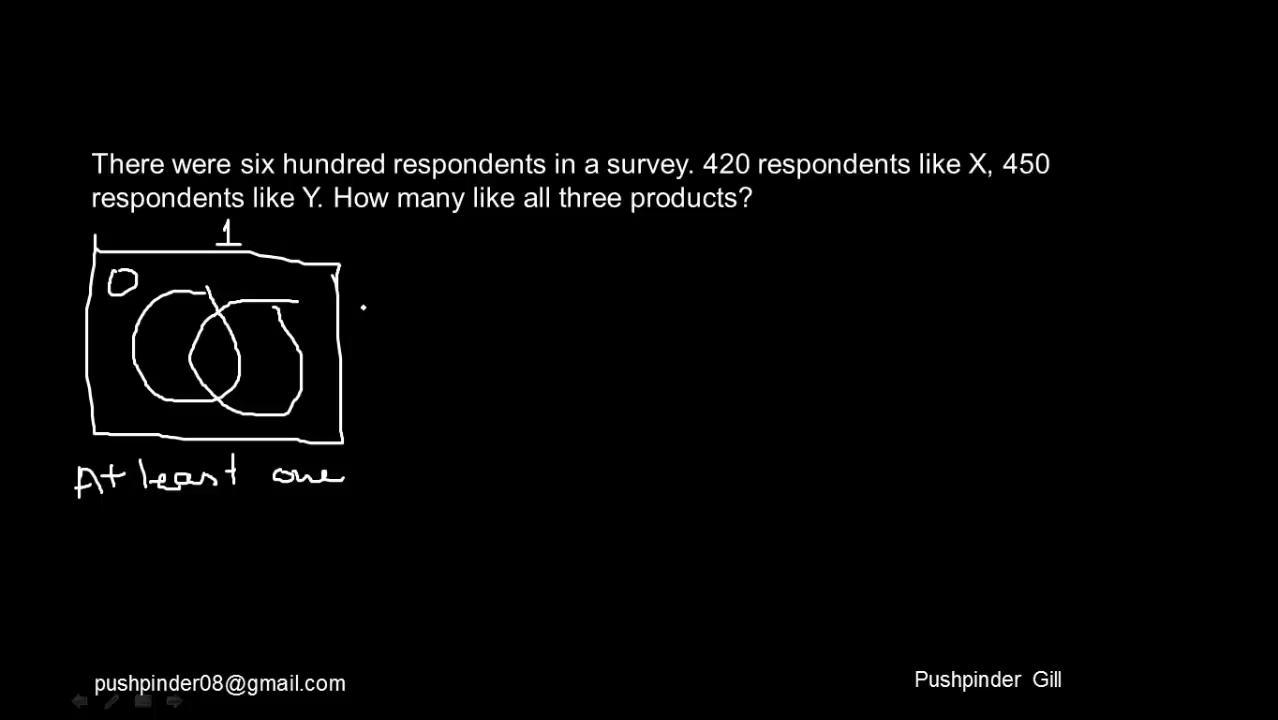 There were six hundred respondents in a survey. 420 respondents like X, 450
respondents like Y. How many like all three products?
1
0
At least one
pushpinder08@gmail.com
Pushpinder Gill